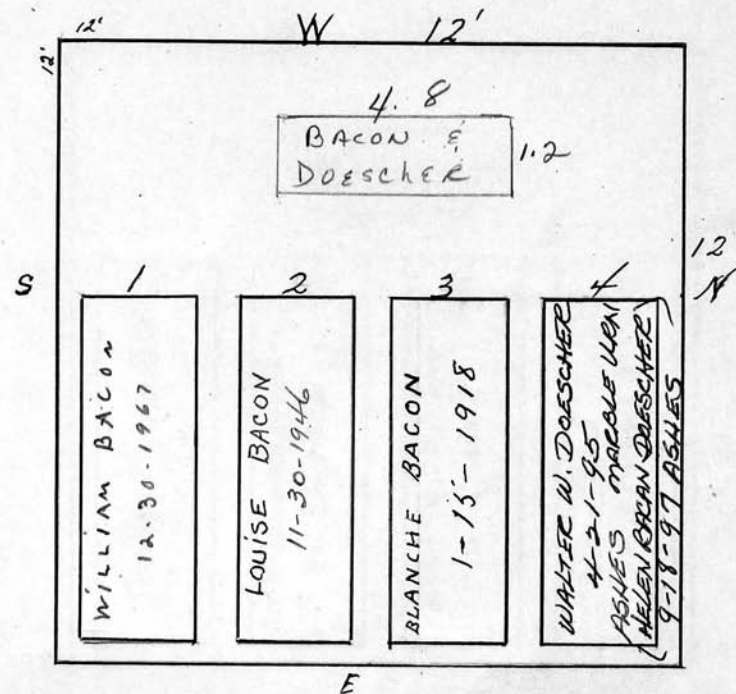 12' W 12'
12'
4. 8
BACON &
DOESCHER
1.2
12
S
N
1 2 3 4
WILLIAM BACON
12-30-1967
LOUISE BACON
11-30-1946
BLANCHE BACON
1-15-1918
WALTER W. DOESCHER
4-21-95
ASHES MARBLE URN
HELEN BACAN DOESCHER
9-18-97 ASHES
E